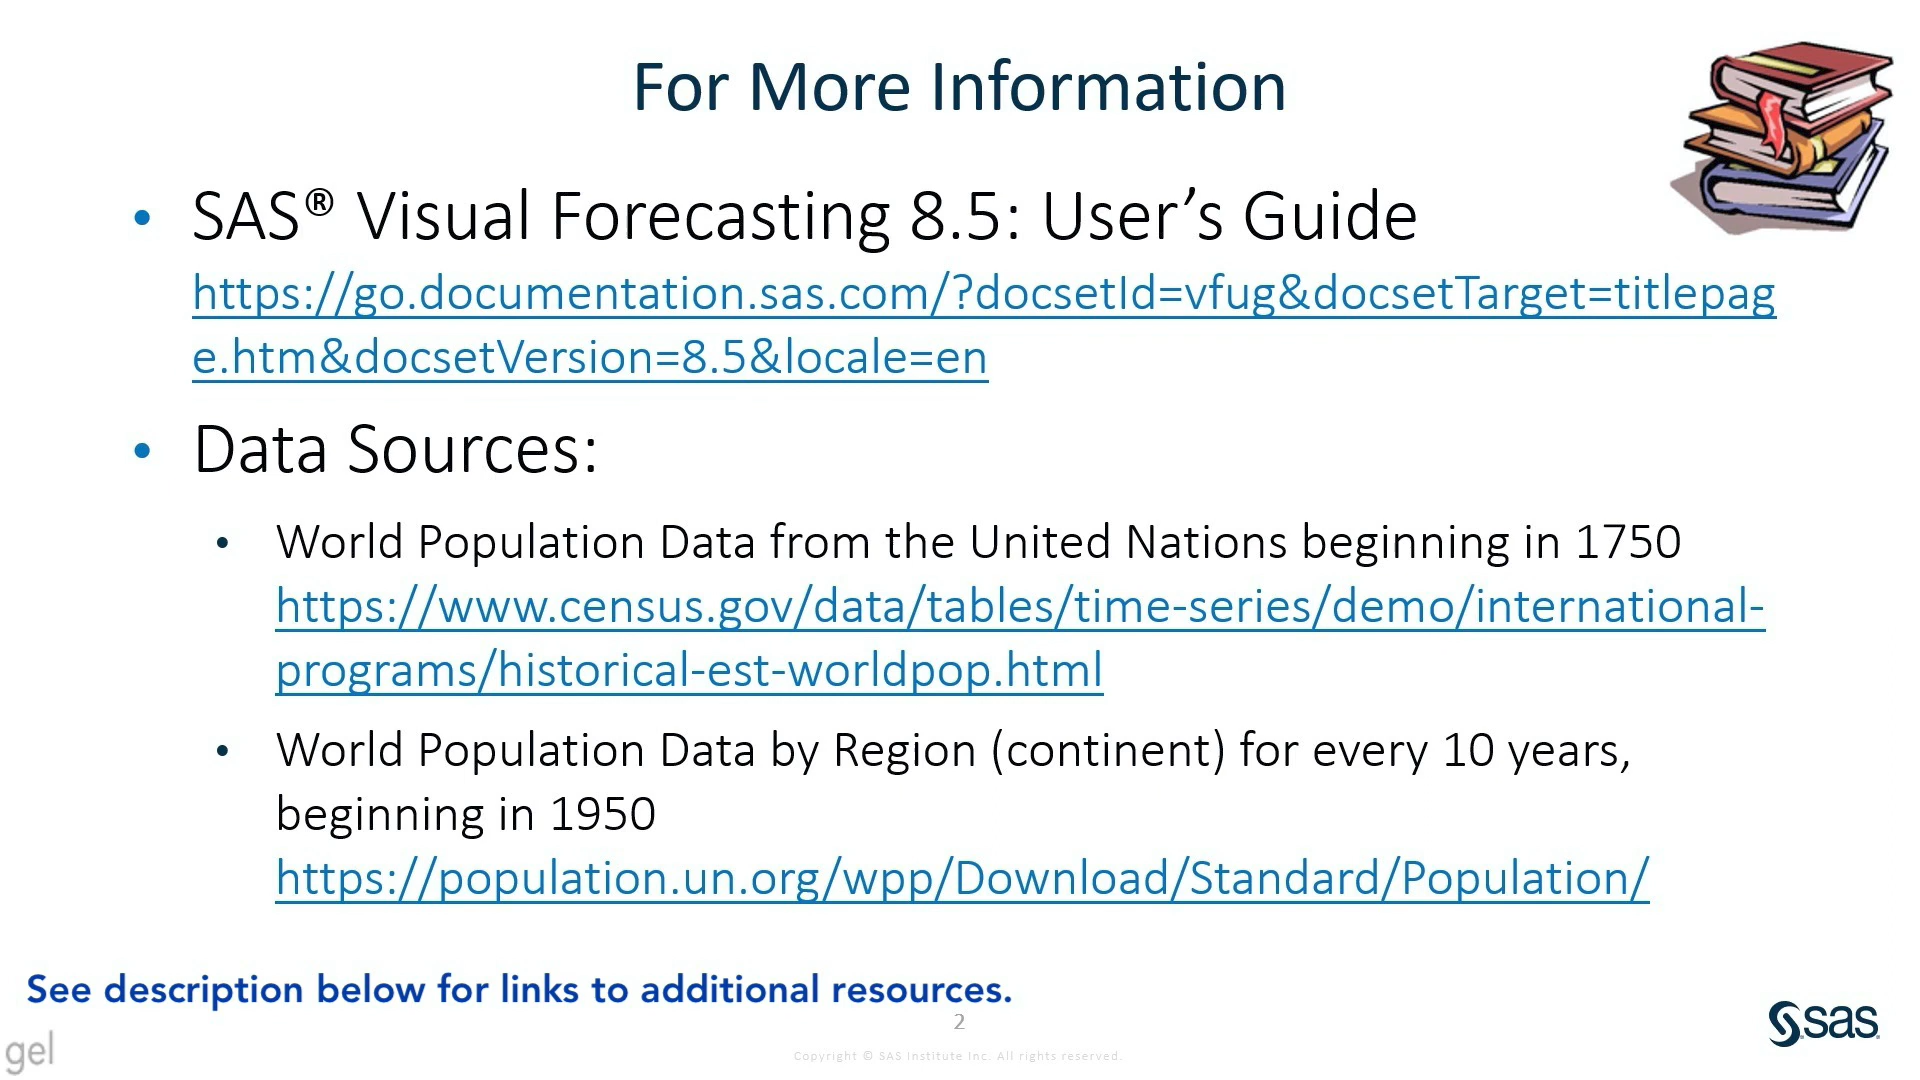 For More Information
• SAS® Visual Forecasting 8.5: User’s Guide
https://go.documentation.sas.com/?docsetId=vfug&docsetTarget=titlepag
e.htm&docsetVersion=8.5&locale=en
• Data Sources:
• World Population Data from the United Nations beginning in 1750
https://www.census.gov/data/tables/time-series/demo/international-
programs/historical-est-worldpop.html
• World Population Data by Region (continent) for every 10 years,
beginning in 1950
https://population.un.org/wpp/Download/Standard/Population/
See description below for links to additional resources.
2
sas
gel
Copyright © SAS Institute Inc. All rights reserved.